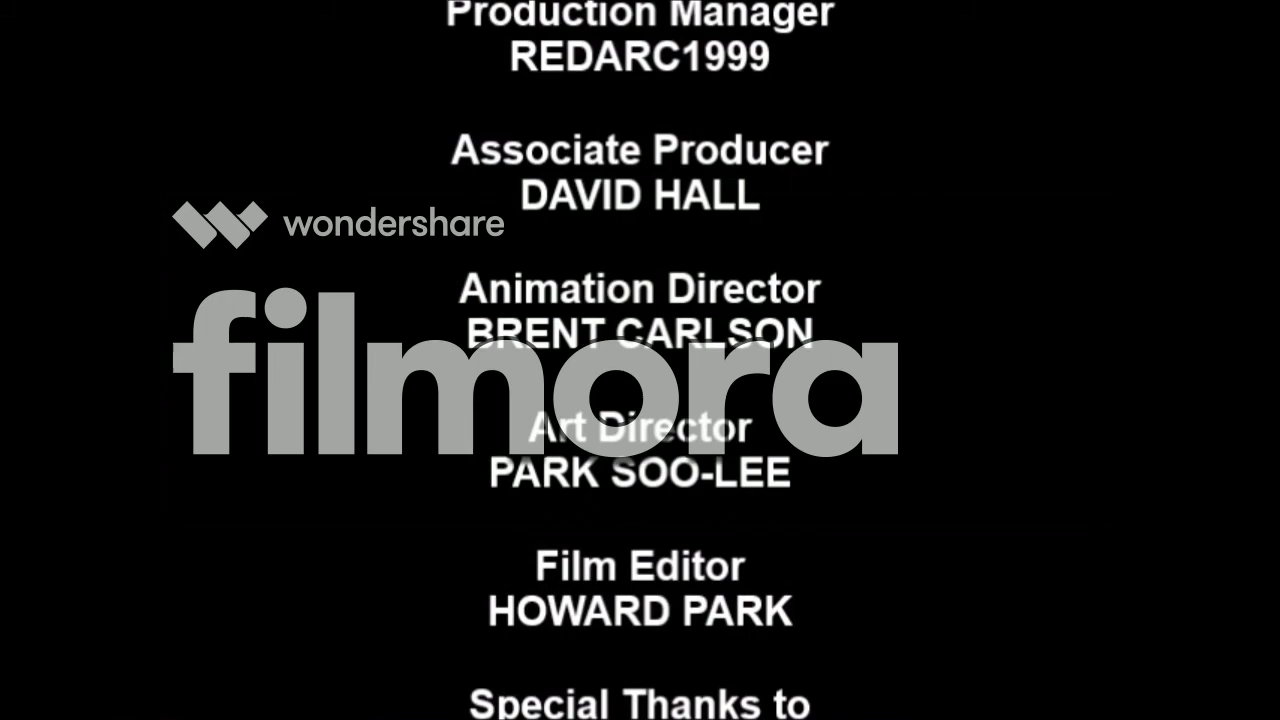 Production Manager
REDARC1999
Associate Producer
DAVID HALL
wondershare
filmora
Animation Director
BRENT CARLSON
Art Director
PARK SOO-LEE
Film Editor
HOWARD PARK
Special Thanks to